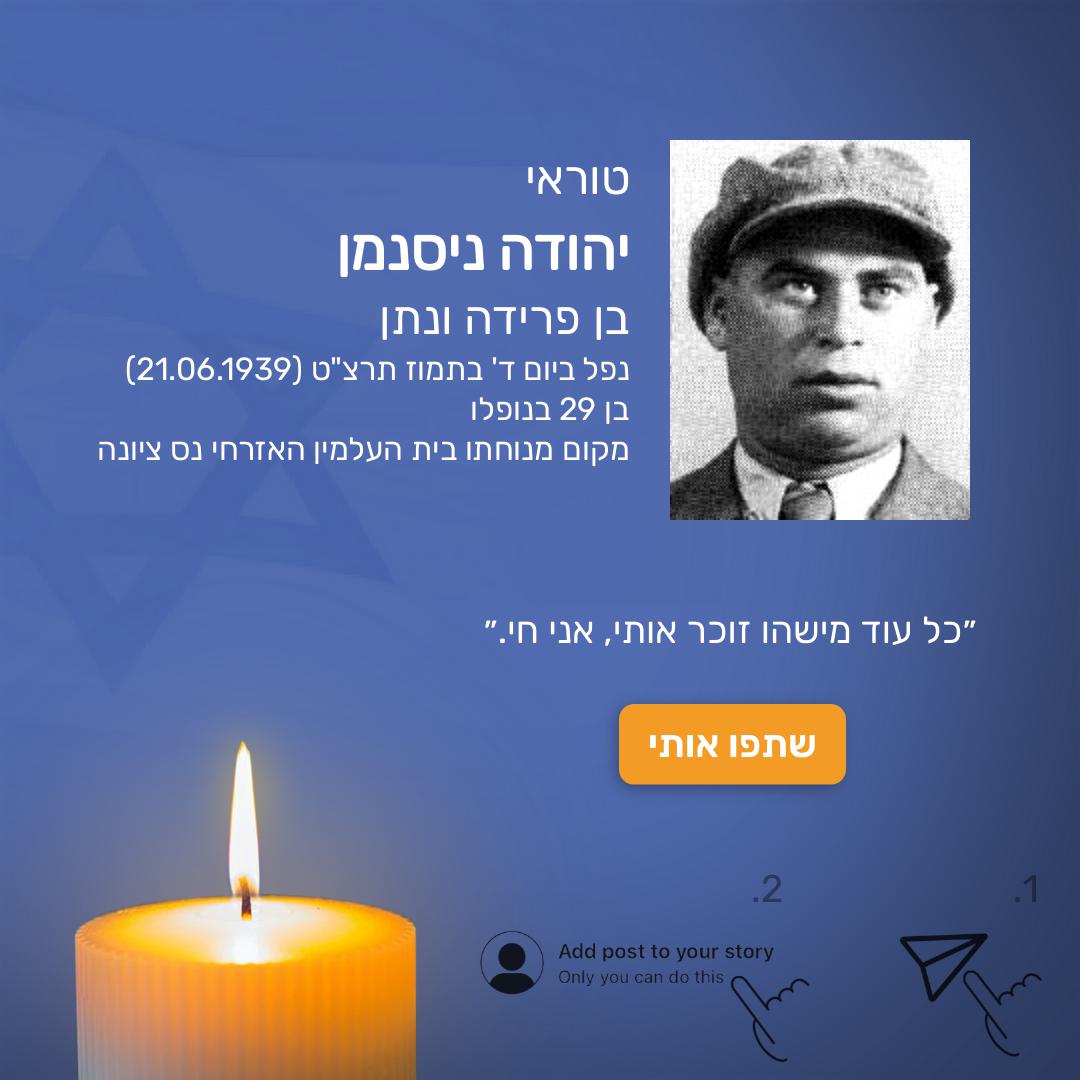 טוראי
יהודה ניסנמן
בן פרידה ונתן
נפל ביום ד' בתמוז תרצ"ט (21.06.1939)
בן 29 בנופלו
מקום מנוחתו בית העלמין האזרחי נס ציונה
״כל עוד מישהו זוכר אותי, אני חי.״
שתפו אותי
1.
2.
Add post to your story
Only you can do this